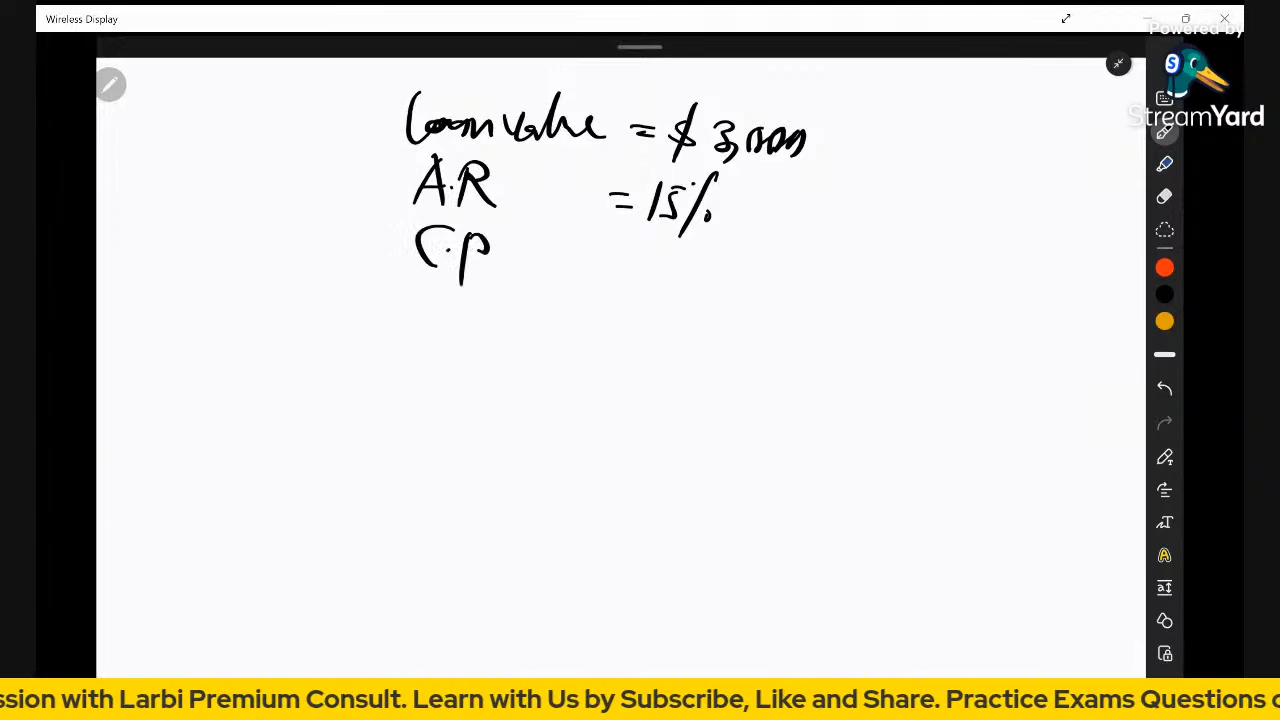 Wireless Display
Powered by
StreamYard
Loan value = $ 3,000
A.R = 15%
C.P
ssion with Larbi Premium Consult. Learn with Us by Subscribe, Like and Share. Practice Exams Questions